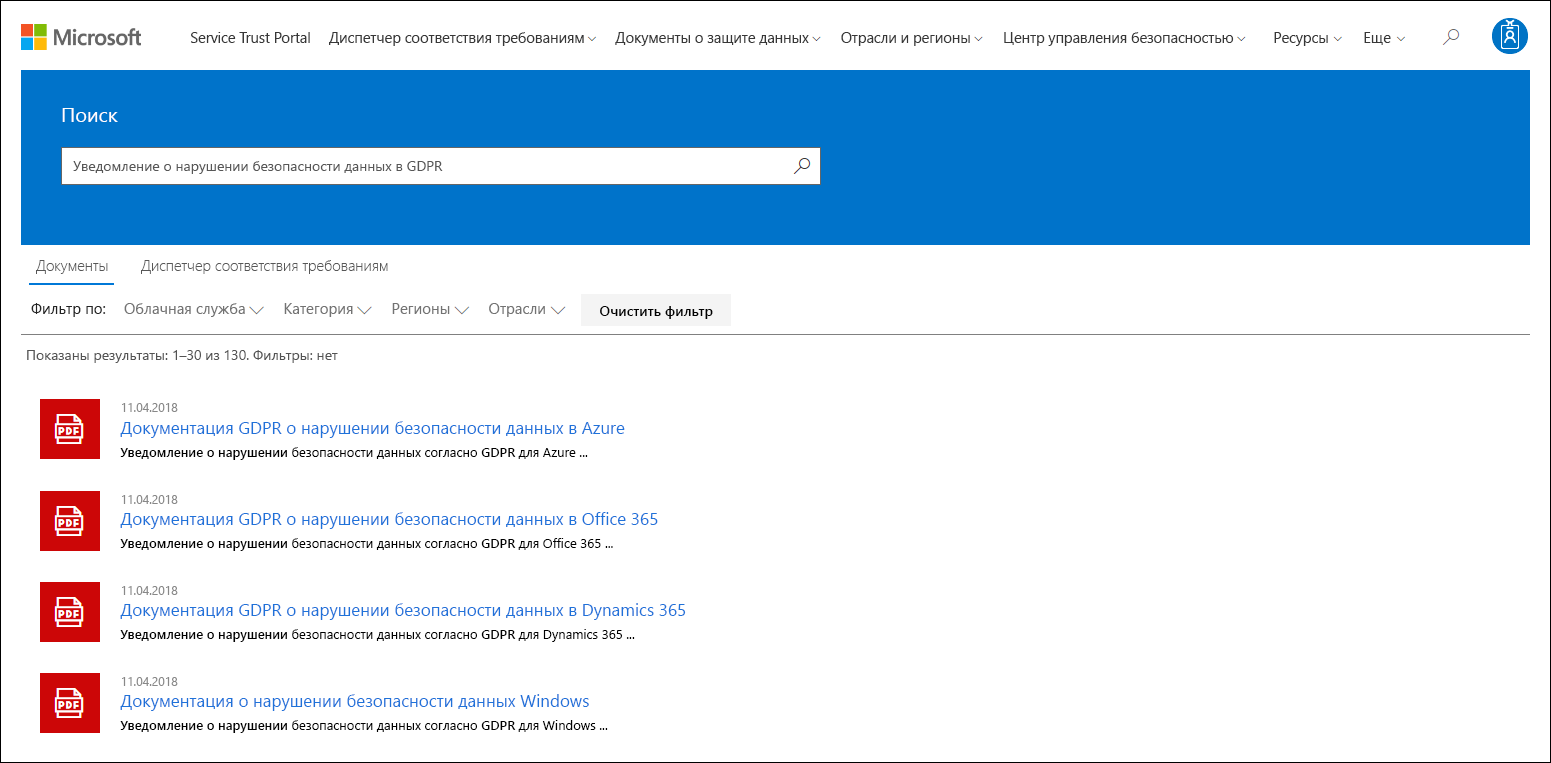 Microsoft Service Trust Portal Диспетчер соответствия требованиям Документы о защите данных Отрасли и регионы Центр управления безопасностью Ресурсы Еще
Поиск
Уведомление о нарушении безопасности данных в GDPR
Документы Диспетчер соответствия требованиям
Фильтр по: Облачная служба Категория Регионы Отрасли Очистить фильтр
Показаны результаты: 1–30 из 130. Фильтры: нет
11.04.2018
PDF Документация GDPR о нарушении безопасности данных в Azure
Уведомление о нарушении безопасности данных согласно GDPR для Azure ...
11.04.2018
PDF Документация GDPR о нарушении безопасности данных в Office 365
Уведомление о нарушении безопасности данных согласно GDPR для Office 365 ...
11.04.2018
PDF Документация GDPR о нарушении безопасности данных в Dynamics 365
Уведомление о нарушении безопасности данных согласно GDPR для Dynamics 365 ...
11.04.2018
PDF Документация о нарушении безопасности данных Windows
Уведомление о нарушении безопасности данных согласно GDPR для Windows ...